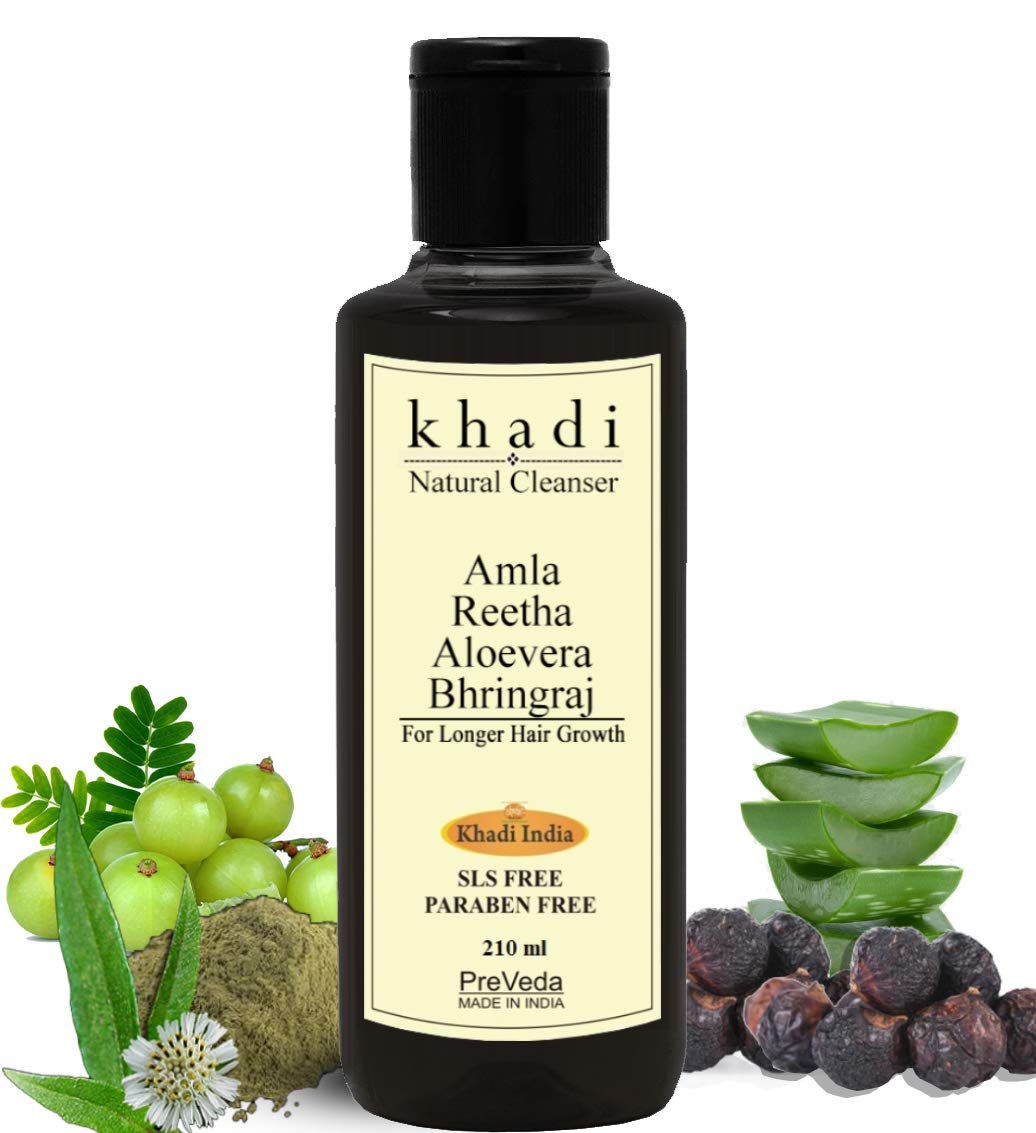 khadi
Natural Cleanser
Amla
Reetha
Aloevera
Bhringraj
For Longer Hair Growth
Khadi India
SLS FREE
PARABEN FREE
210 ml
PreVeda
MADE IN INDIA